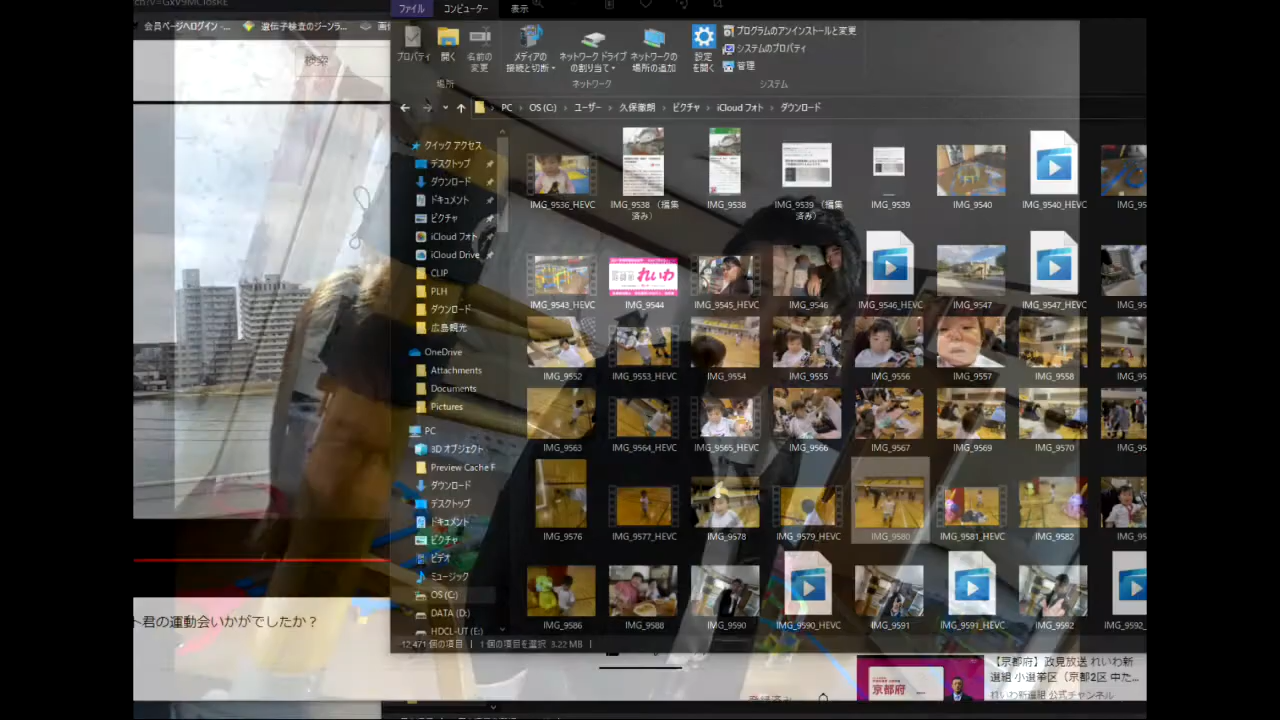 ch?v=GxV9MClosRE
会員ページへログイン -...
遺伝子検査のジーンラ...
検索
ファイル
コンピューター
表示
プロパティ
開く
名前の
変更
メディアの
接続と切断
ネットワーク ドライブ
の割り当て
ネットワークの
場所の追加
設定
を開く
プログラムのアンインストールと変更
システムのプロパティ
管理
場所
ネットワーク
システム
PC › OS (C:) › ユーザー › 久保徹朗 › ピクチャ › iCloud フォト › ダウンロード
クイック アクセス
デスクトップ
ダウンロード
ドキュメント
ピクチャ
iCloud フォト
iCloud Drive
CLIP
PLH
ダウンロード
広島観光
OneDrive
Attachments
Documents
Pictures
PC
3D オブジェクト
Preview Cache F
ダウンロード
デスクトップ
ドキュメント
ピクチャ
ビデオ
ミュージック
OS (C:)
DATA (D:)
HDCL-UT (E:)
IMG_9536_HEVC
IMG_9538 （編集
済み）
IMG_9538
IMG_9539 （編集
済み）
IMG_9539
IMG_9540
IMG_9540_HEVC
IMG_95
IMG_9543_HEVC
れいわ
IMG_9544
IMG_9545_HEVC
IMG_9546
IMG_9546_HEVC
IMG_9547
IMG_9547_HEVC
IMG_95
IMG_9552
IMG_9553_HEVC
IMG_9554
IMG_9555
IMG_9556
IMG_9557
IMG_9558
IMG_95
IMG_9563
IMG_9564_HEVC
IMG_9565_HEVC
IMG_9566
IMG_9567
IMG_9569
IMG_9570
IMG_95
IMG_9576
IMG_9577_HEVC
IMG_9578
IMG_9579_HEVC
IMG_9580
IMG_9581_HEVC
IMG_9582
IMG_95
IMG_9586
IMG_9588
IMG_9590
IMG_9590_HEVC
IMG_9591
IMG_9591_HEVC
IMG_9592
IMG_9592_
12,471 個の項目
1 個の項目を選択 3.22 MB
ト君の運動会いかがでしたか？
登録済み
京都府
【京都府】政見放送 れいわ新
選組 小選挙区（京都2区 中た...
れいわ新選組 公式チャンネル